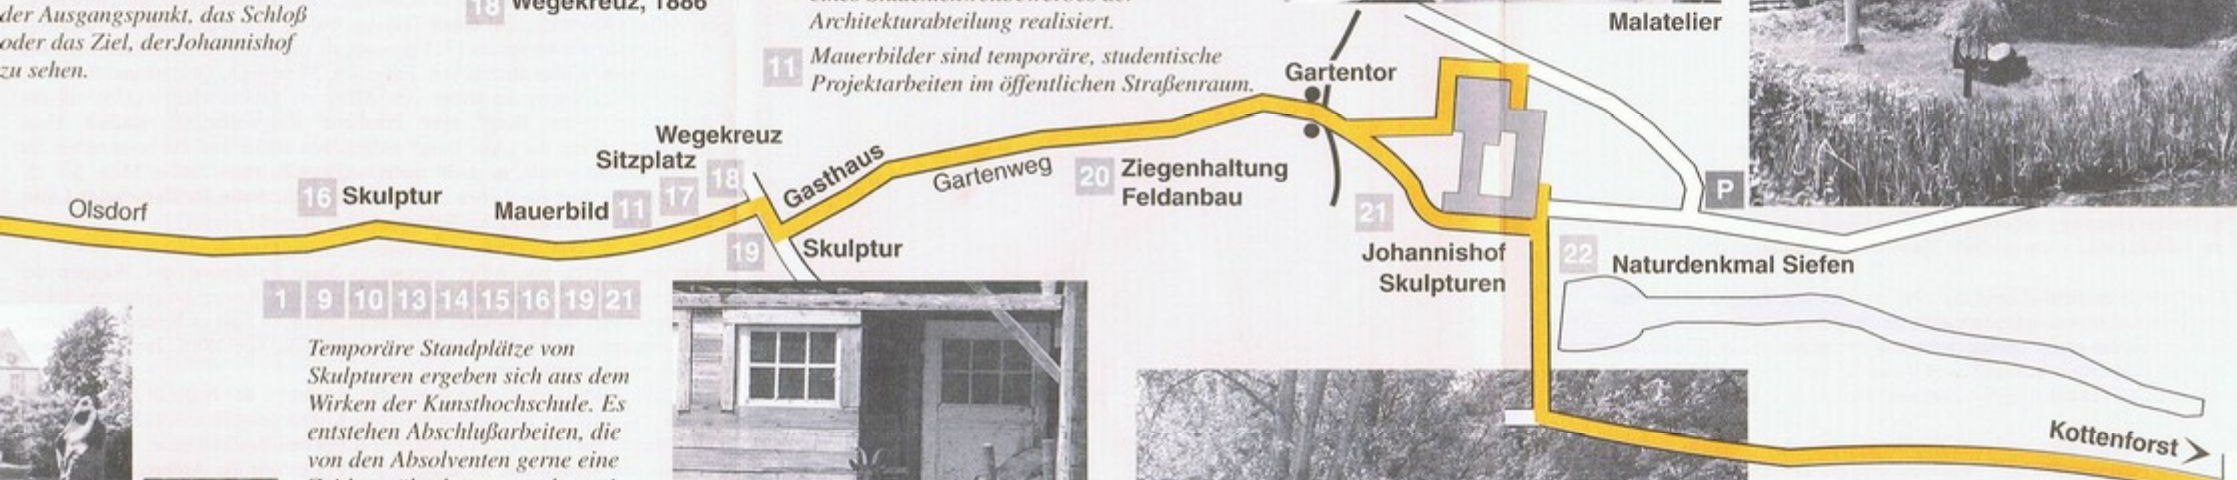 der Ausgangspunkt, das Schloß
oder das Ziel, derJohannishof
zu sehen.
18 Wegekreuz, 1886
Architekturabteilung realisiert.
11 Mauerbilder sind temporäre, studentische
Projektarbeiten im öffentlichen Straßenraum.
Malatelier
Gartentor
Wegekreuz
Sitzplatz
18
17
Mauerbild 11
16 Skulptur
Olsdorf
Gasthaus
Gartenweg
20 Ziegenhaltung
Feldanbau
19 Skulptur
21
Johannishof
Skulpturen
P
22 Naturdenkmal Siefen
Kottenforst
1 9 10 13 14 15 16 19 21
Temporäre Standplätze von
Skulpturen ergeben sich aus dem
Wirken der Kunsthochschule. Es
entstehen Abschlußarbeiten, die
von den Absolventen gerne eine